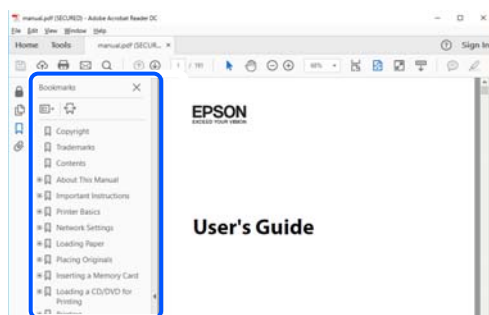 manual.pdf (SECURED) - Adobe Acrobat Reader DC
File Edit View Window Help
Home Tools manual.pdf (SECUR... ×
Sign In
1 / 191
Bookmarks
Copyright
Trademarks
Contents
About This Manual
Important Instructions
Printer Basics
Network Settings
Loading Paper
Placing Originals
Inserting a Memory Card
Loading a CD/DVD for
Printing
Printing
EPSON
EXCEED YOUR VISION
User's Guide